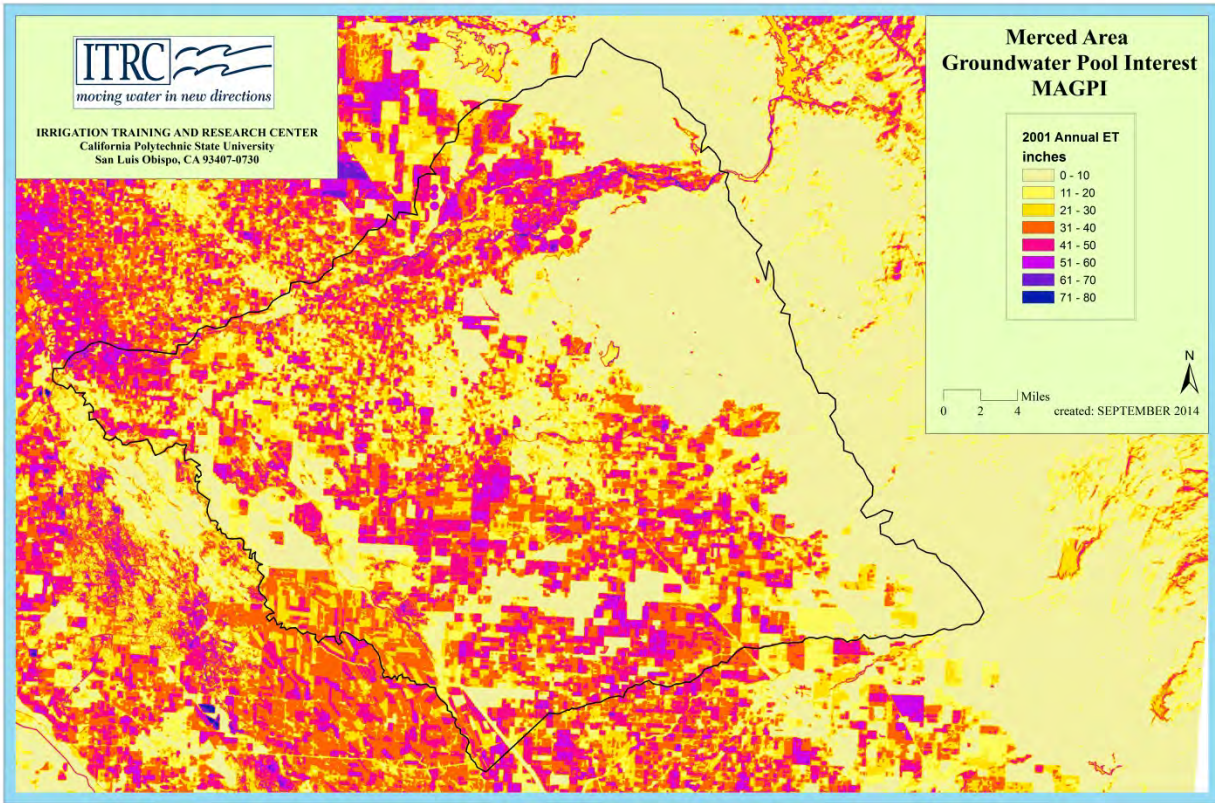 ITRC
moving water in new directions
IRRIGATION TRAINING AND RESEARCH CENTER
California Polytechnic State University
San Luis Obispo, CA 93407-0730
Merced Area
Groundwater Pool Interest
MAGPI
2001 Annual ET
inches
0 - 10
11 - 20
21 - 30
31 - 40
41 - 50
51 - 60
61 - 70
71 - 80
N
Miles
0 2 4
created: SEPTEMBER 2014